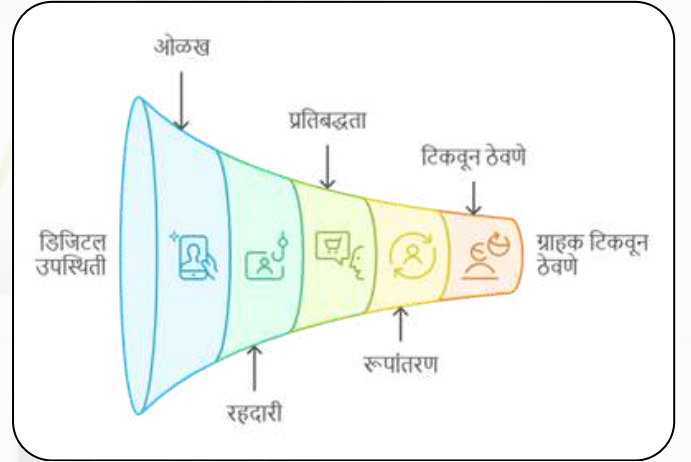 ओळख
प्रतिबद्धता
टिकवून ठेवणे
डिजिटल
उपस्थिती
ग्राहक टिकवून
ठेवणे
रूपांतरण
रहदारी